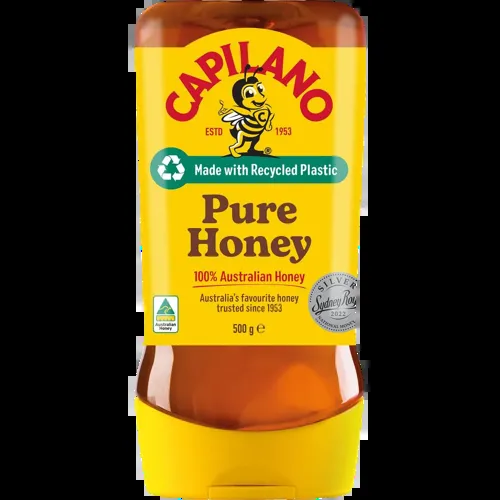 CAPILANO
ESTD 1953
C
®
Made with Recycled Plastic
Pure
Honey
100% Australian Honey
Australia's favourite honey
trusted since 1953
500 g ℮
Australian
Honey
SILVER
Sydney Royal
2022